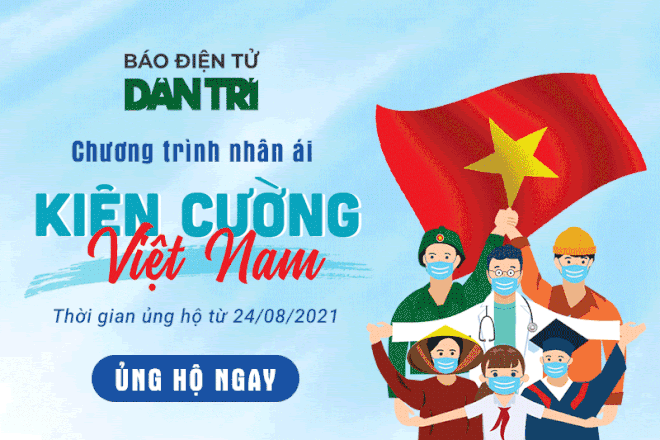 BÁO ĐIỆN TỬ
DÂN TRÍ
Chương trình nhân ái
KIÊN CƯỜNG
Việt Nam
Thời gian ủng hộ từ 24/08/2021
ỦNG HỘ NGAY